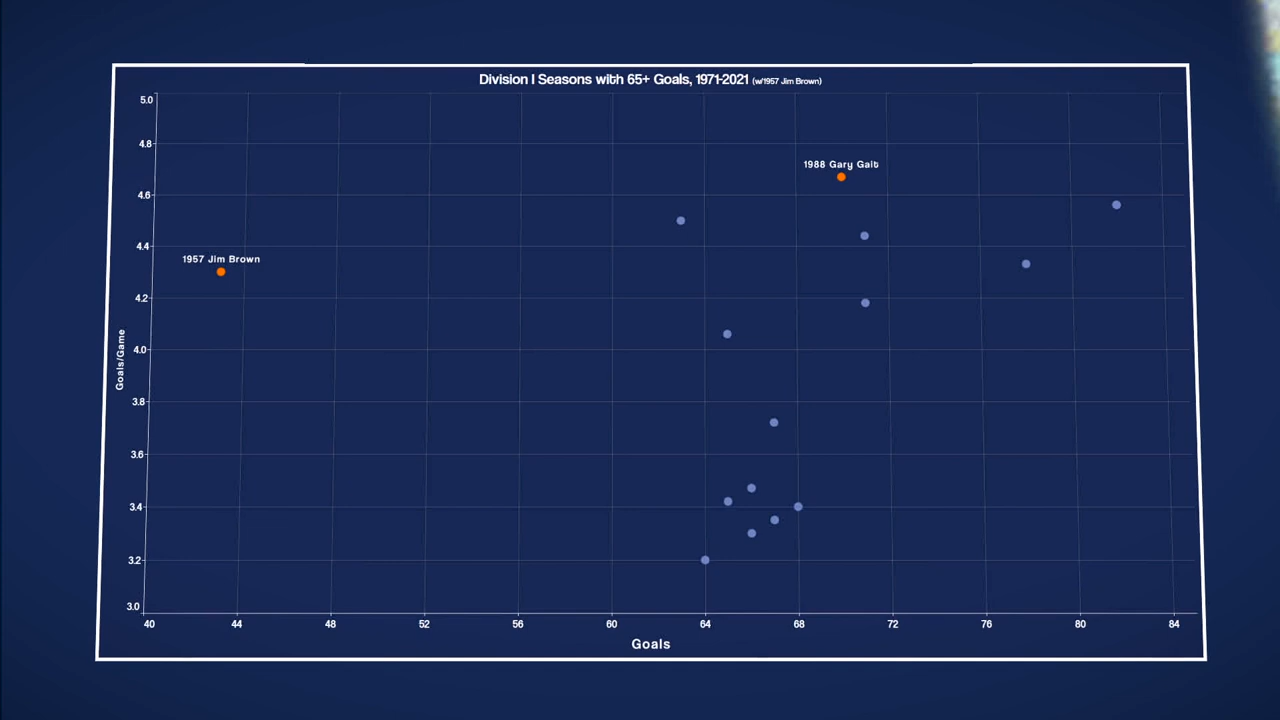 Division I Seasons with 65+ Goals, 1971-2021 (w/1957 Jim Brown)
5.0
4.8
1988 Gary Gait
4.6
4.4
1957 Jim Brown
4.2
4.0
Goals/Game
3.8
3.6
3.4
3.2
3.0
40 44 48 52 56 60 64 68 72 76 80 84
Goals